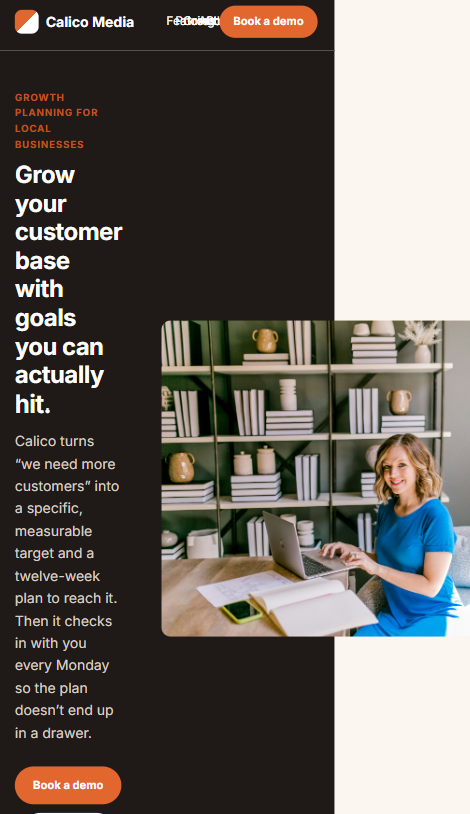 Calico Media
Book a demo
GROWTH
PLANNING FOR
LOCAL
BUSINESSES
Grow
your
customer
base
with
goals
you can
actually
hit.
Calico turns
“we need more
customers” into
a specific,
measurable
target and a
twelve-week
plan to reach it.
Then it checks
in with you
every Monday
so the plan
doesn’t end up
in a drawer.
Book a demo